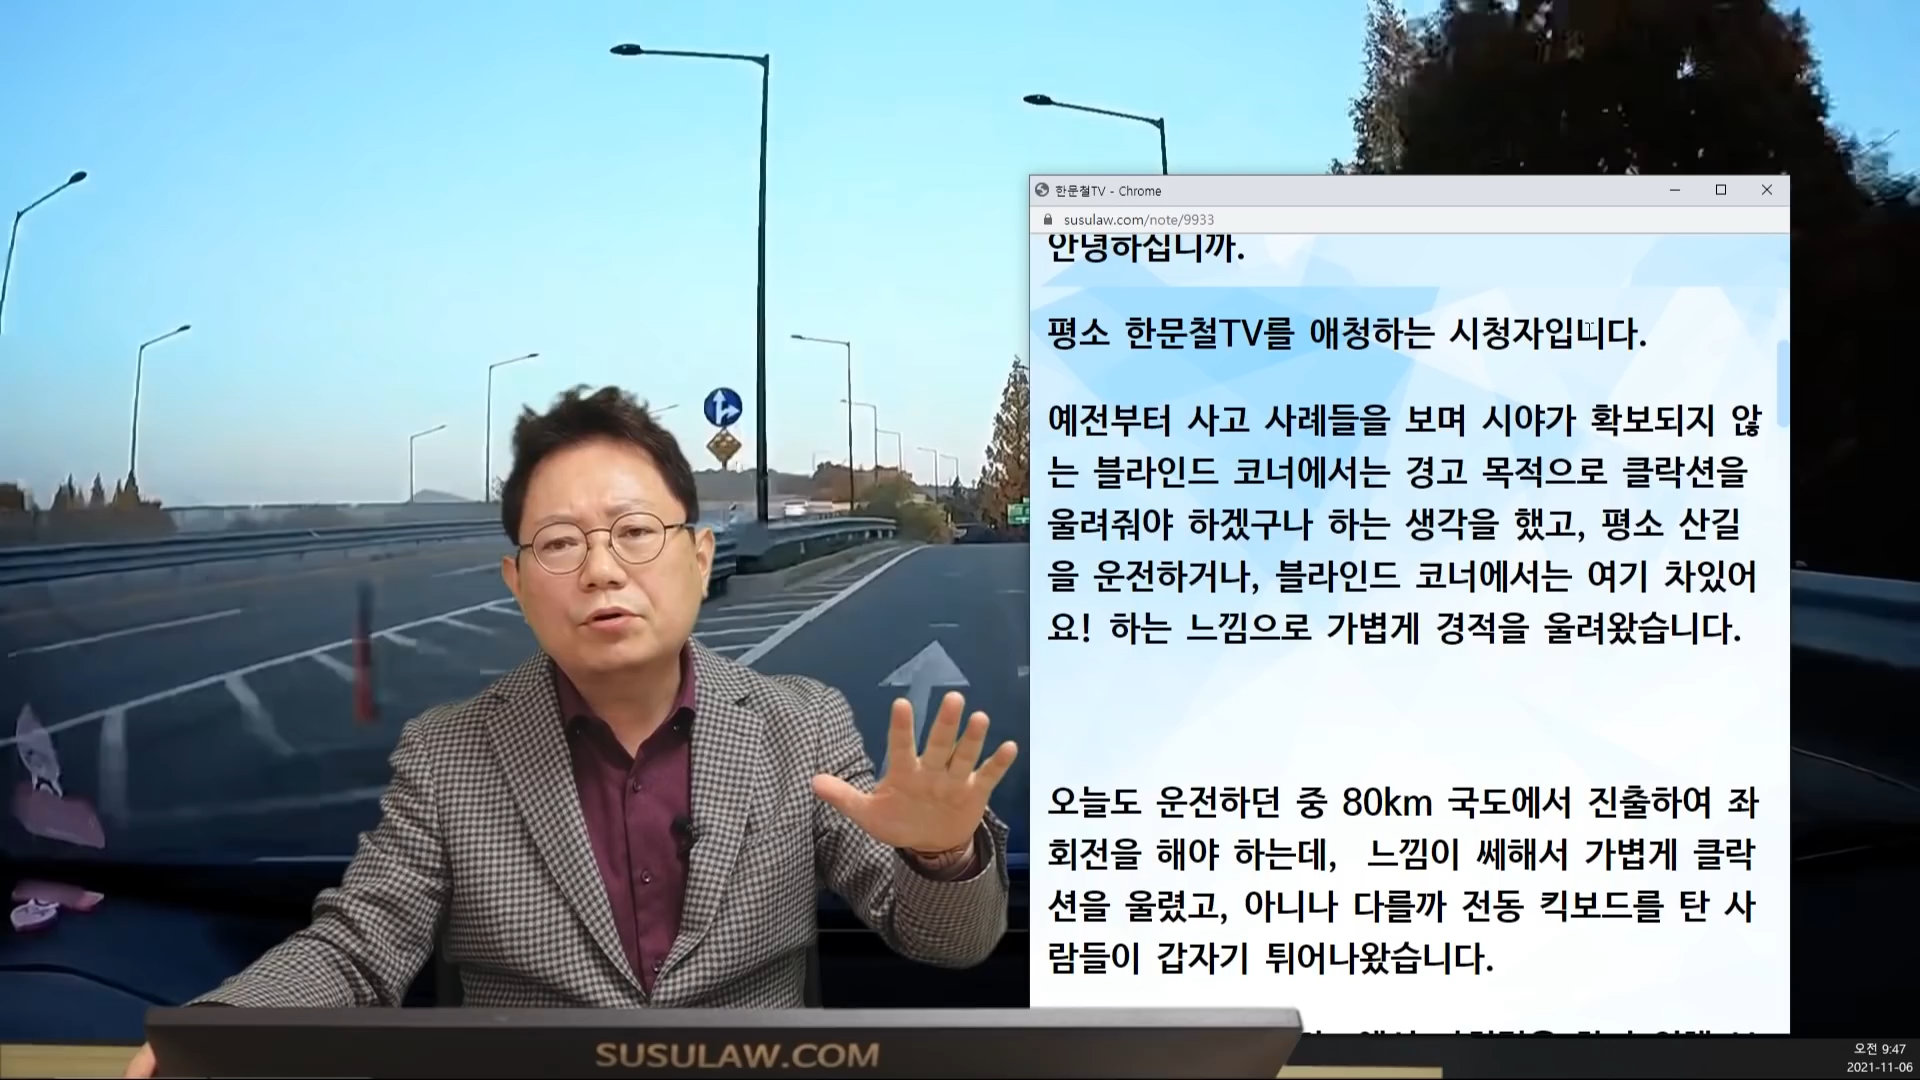 한문철TV - Chrome
susulaw.com/note/9933
안녕하십니까.
평소 한문철TV를 애청하는 시청자입니다.
예전부터 사고 사례들을 보며 시야가 확보되지 않
는 블라인드 코너에서는 경고 목적으로 클락션을
울려줘야 하겠구나 하는 생각을 했고, 평소 산길
을 운전하거나, 블라인드 코너에서는 여기 차있어
요! 하는 느낌으로 가볍게 경적을 울려왔습니다.
오늘도 운전하던 중 80km 국도에서 진출하여 좌
회전을 해야 하는데, 느낌이 쎄해서 가볍게 클락
션을 울렸고, 아니나 다를까 전동 킥보드를 탄 사
람들이 갑자기 튀어나왔습니다.
SUSULAW.COM
오전 9:47
2021-11-06